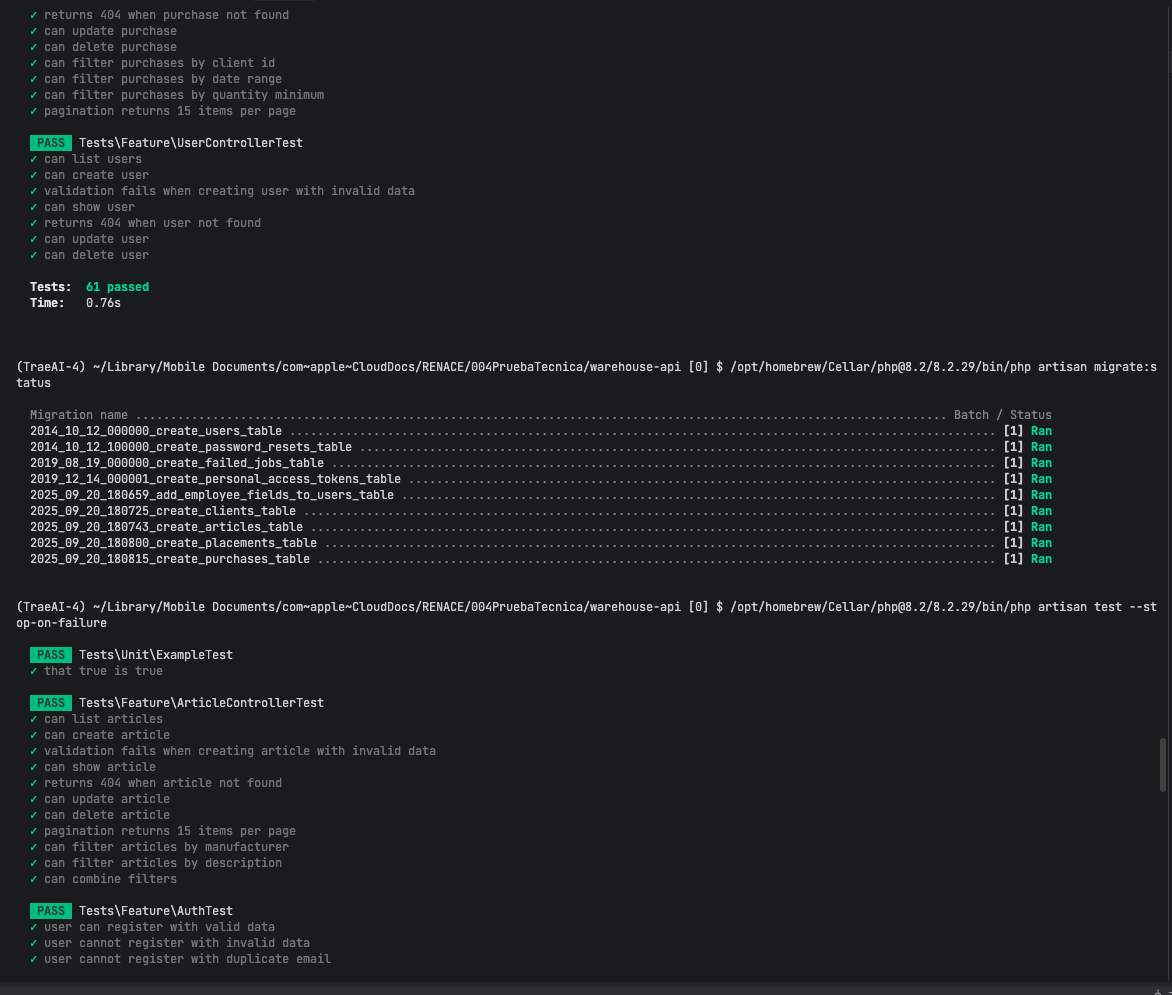 ✓ returns 404 when purchase not found
✓ can update purchase
✓ can delete purchase
✓ can filter purchases by client id
✓ can filter purchases by date range
✓ can filter purchases by quantity minimum
✓ pagination returns 15 items per page
PASS Tests\Feature\UserControllerTest
✓ can list users
✓ can create user
✓ validation fails when creating user with invalid data
✓ can show user
✓ returns 404 when user not found
✓ can update user
✓ can delete user
Tests: 61 passed
Time: 0.76s
(TraeAI-4) ~/Library/Mobile Documents/com~apple~CloudDocs/RENACE/004PruebaTecnica/warehouse-api [0] $ /opt/homebrew/Cellar/php@8.2/8.2.29/bin/php artisan migrate:s
tatus
Migration name .................................................................................................................... Batch / Status
2014_10_12_000000_create_users_table ..................................................................................................... [1] Ran
2014_10_12_100000_create_password_resets_table ........................................................................................... [1] Ran
2019_08_19_000000_create_failed_jobs_table ............................................................................................... [1] Ran
2019_12_14_000001_create_personal_access_tokens_table .................................................................................... [1] Ran
2025_09_20_180659_add_employee_fields_to_users_table ..................................................................................... [1] Ran
2025_09_20_180725_create_clients_table ................................................................................................... [1] Ran
2025_09_20_180743_create_articles_table .................................................................................................. [1] Ran
2025_09_20_180800_create_placements_table ................................................................................................ [1] Ran
2025_09_20_180815_create_purchases_table ................................................................................................. [1] Ran
(TraeAI-4) ~/Library/Mobile Documents/com~apple~CloudDocs/RENACE/004PruebaTecnica/warehouse-api [0] $ /opt/homebrew/Cellar/php@8.2/8.2.29/bin/php artisan test --st
op-on-failure
PASS Tests\Unit\ExampleTest
✓ that true is true
PASS Tests\Feature\ArticleControllerTest
✓ can list articles
✓ can create article
✓ validation fails when creating article with invalid data
✓ can show article
✓ returns 404 when article not found
✓ can update article
✓ can delete article
✓ pagination returns 15 items per page
✓ can filter articles by manufacturer
✓ can filter articles by description
✓ can combine filters
PASS Tests\Feature\AuthTest
✓ user can register with valid data
✓ user cannot register with invalid data
✓ user cannot register with duplicate email